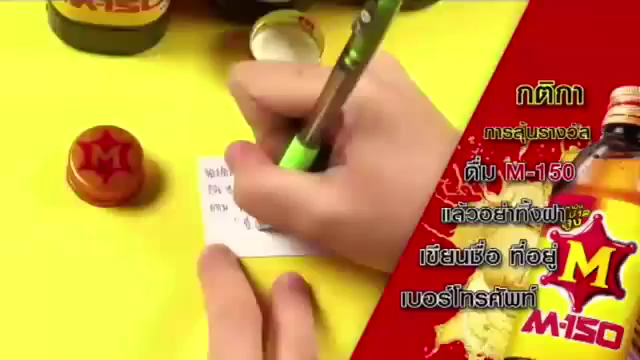 M-150
M
กติกา
การลุ้นรางวัล
ดื่ม M-150
แล้วอย่าทิ้งฝา
เขียนชื่อ ที่อยู่
เบอร์โทรศัพท์
M
M-150